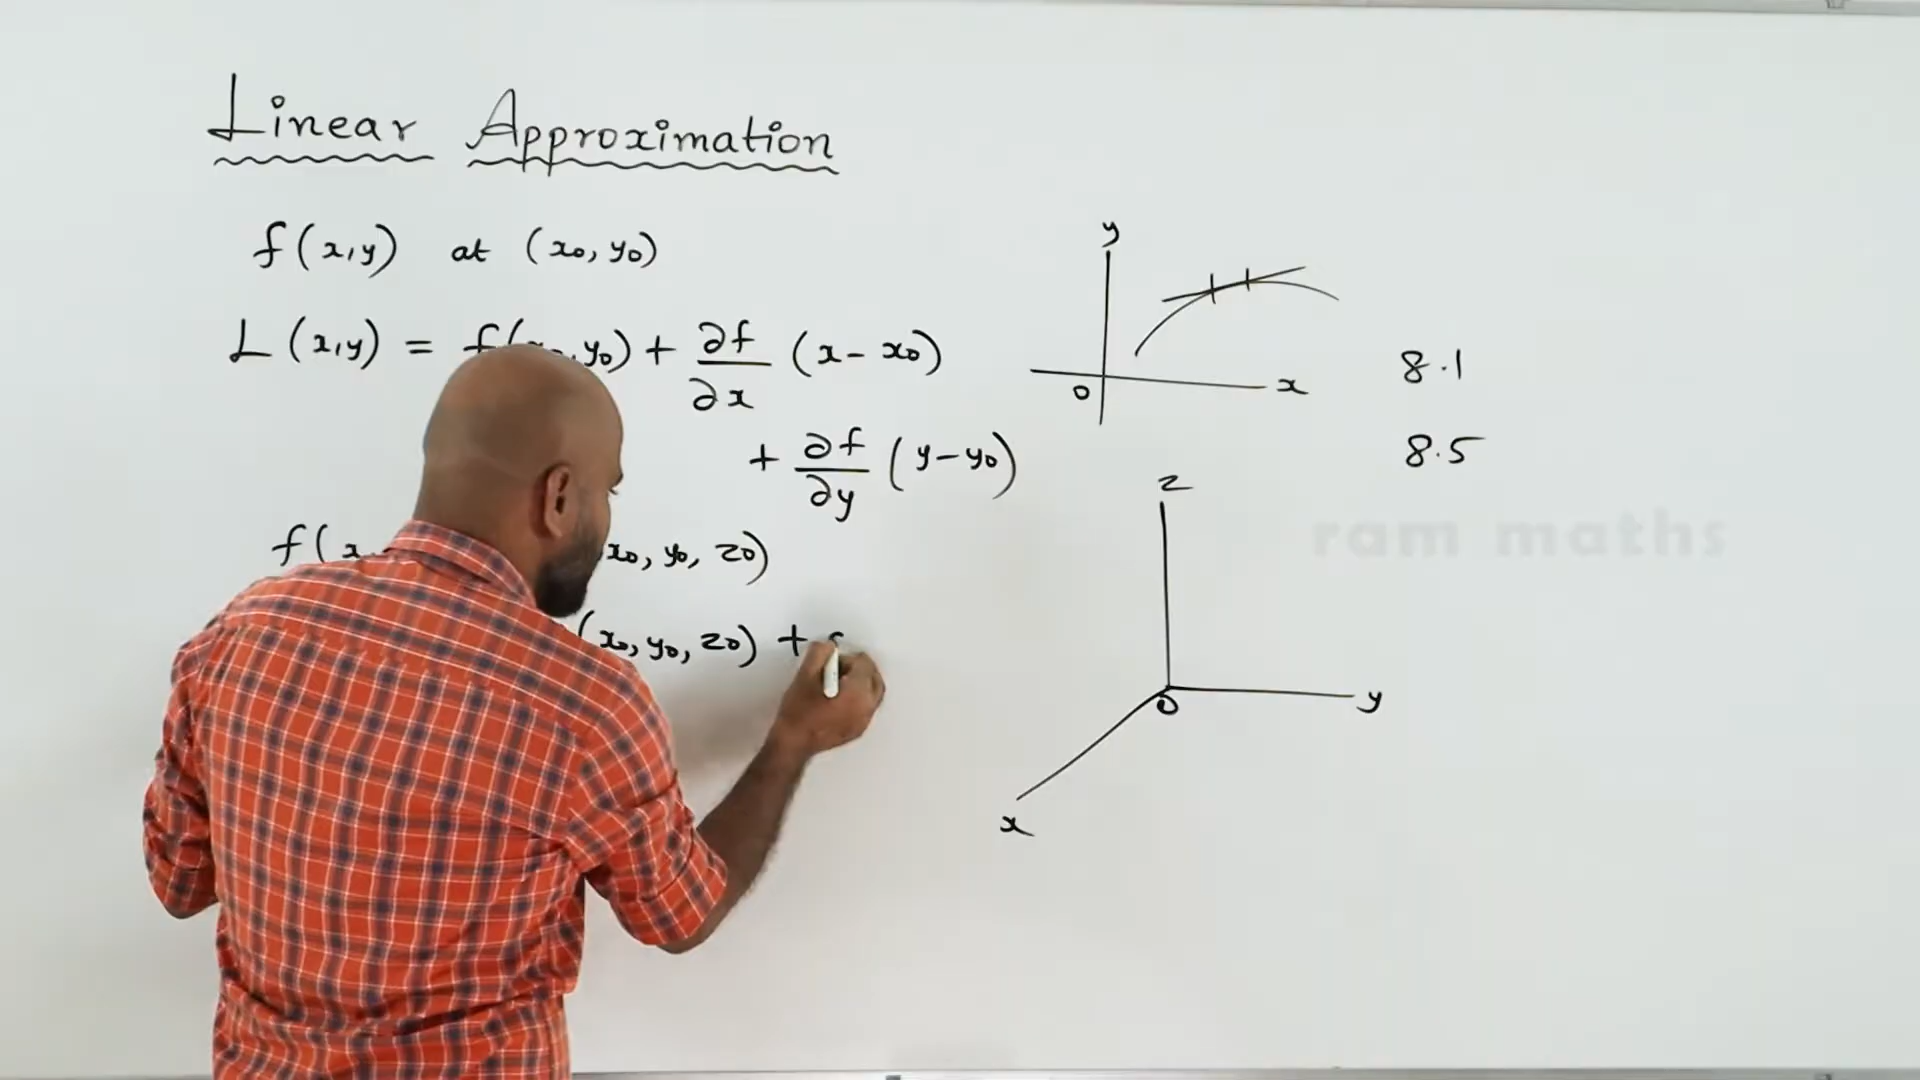 Linear Approximation
f(x,y) at (x0, y0)
L(x,y) = f( , y0) + ∂f/∂x (x - x0)
+ ∂f/∂y (y - y0)
f(x x0, y0, z0)
(x0, y0, z0) +
y
0 x
8.1
8.5
z
0 y
x
ram maths